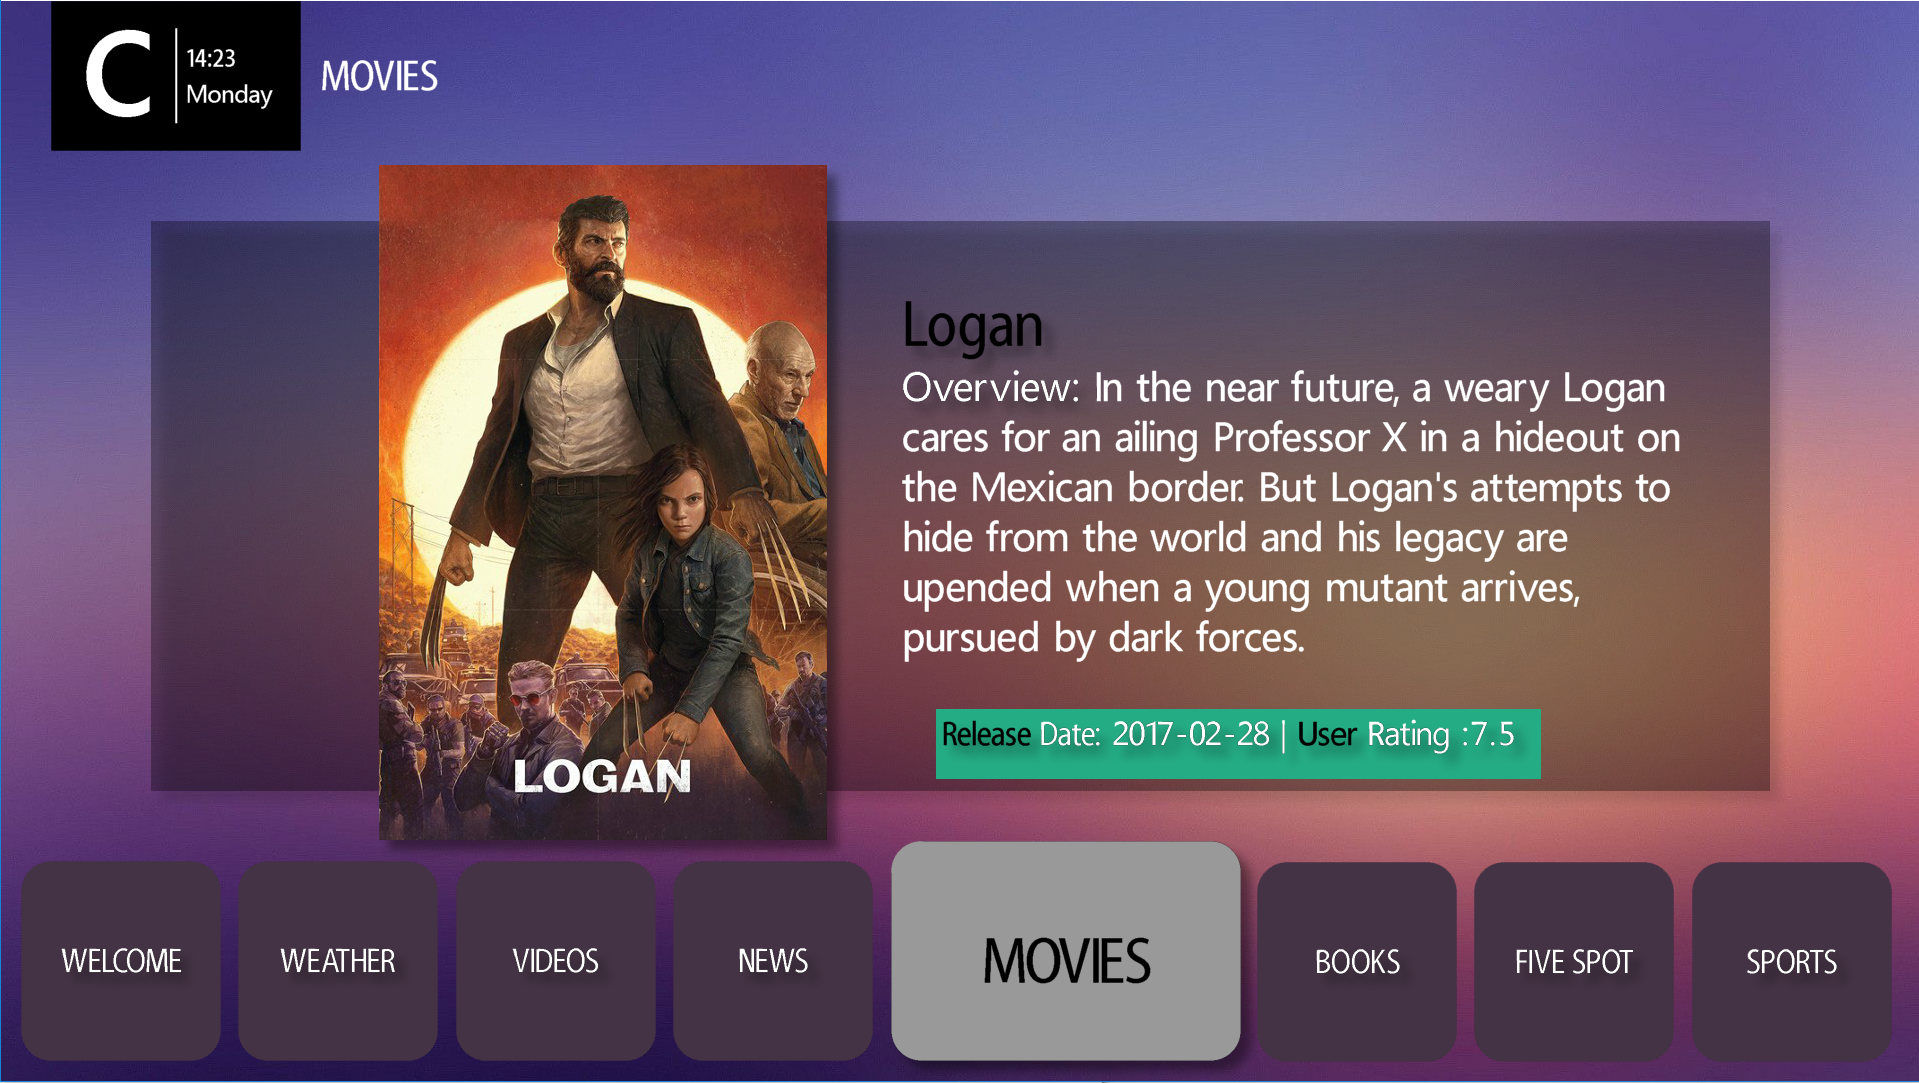 C
14:23
Monday
MOVIES
Logan
Overview: In the near future, a weary Logan
cares for an ailing Professor X in a hideout on
the Mexican border. But Logan's attempts to
hide from the world and his legacy are
upended when a young mutant arrives,
pursued by dark forces.
Release Date: 2017-02-28 | User Rating :7.5
LOGAN
WELCOME
WEATHER
VIDEOS
NEWS
MOVIES
BOOKS
FIVE SPOT
SPORTS